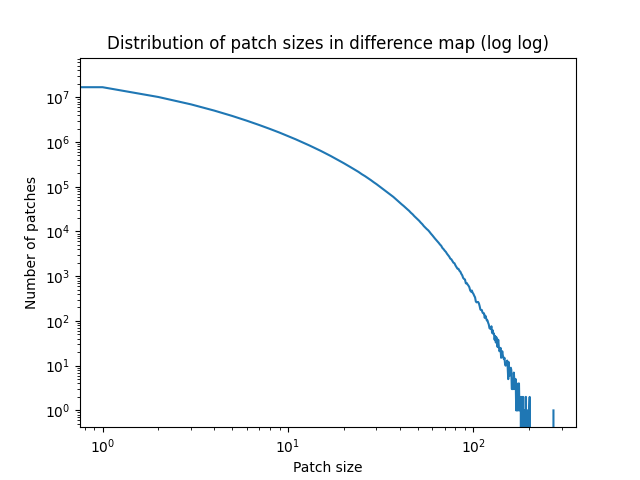 Distribution of patch sizes in difference map (log log)
Number of patches
10⁷
10⁶
10⁵
10⁴
10³
10²
10¹
10⁰
10⁰ 10¹ 10²
Patch size